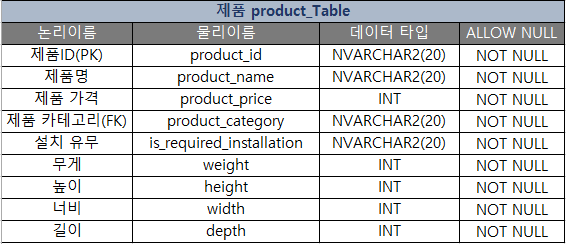 제품 product_Table
논리이름 물리이름 데이터 타입 ALLOW NULL
제품ID(PK) product_id NVARCHAR2(20) NOT NULL
제품명 product_name NVARCHAR2(20) NOT NULL
제품 가격 product_price INT NOT NULL
제품 카테고리(FK) product_category NVARCHAR2(20) NOT NULL
설치 유무 is_required_installation NVARCHAR2(20) NOT NULL
무게 weight INT NOT NULL
높이 height INT NOT NULL
너비 width INT NOT NULL
길이 depth INT NOT NULL